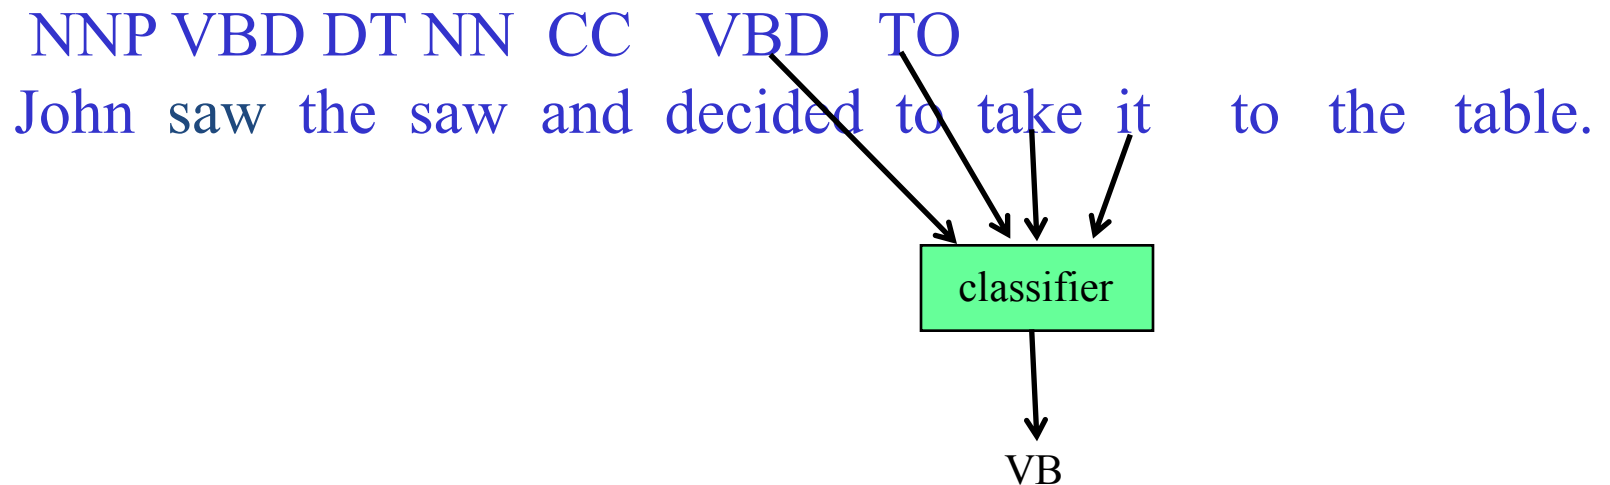 NNP VBD DT NN CC VBD TO
John saw the saw and decided to take it to the table.
classifier
VB